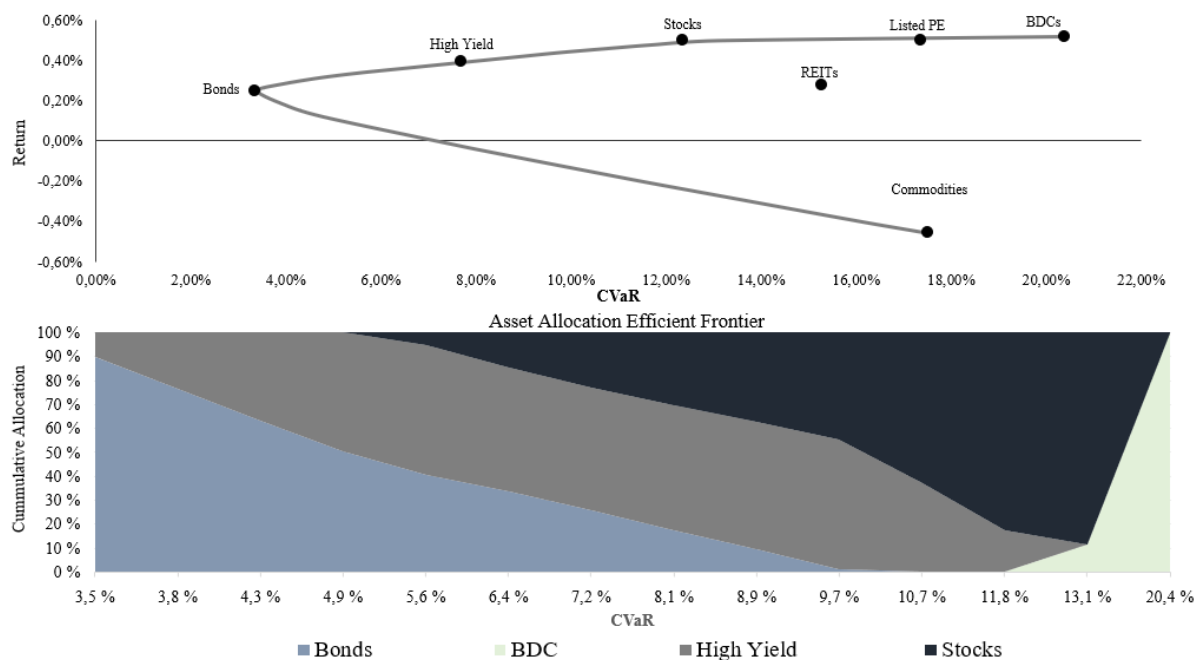 0,60%
0,40%
0,20%
0,00%
-0,20%
-0,40%
-0,60%
Return
Bonds
High Yield
Stocks
Listed PE
BDCs
REITs
Commodities
0,00% 2,00% 4,00% 6,00% 8,00% 10,00% 12,00% 14,00% 16,00% 18,00% 20,00% 22,00%
CVaR
Asset Allocation Efficient Frontier
100 %
90 %
80 %
70 %
60 %
50 %
40 %
30 %
20 %
10 %
0 %
Cummulative Allocation
3,5 % 3,8 % 4,3 % 4,9 % 5,6 % 6,4 % 7,2 % 8,1 % 8,9 % 9,7 % 10,7 % 11,8 % 13,1 % 20,4 %
CVaR
Bonds BDC High Yield Stocks